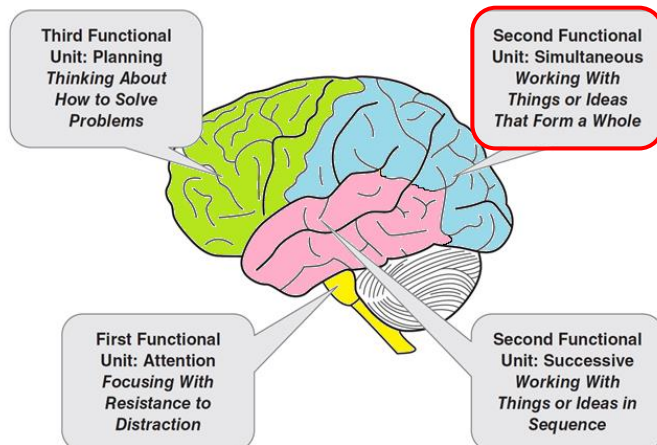 Third Functional
Unit: Planning
Thinking About
How to Solve
Problems
Second Functional
Unit: Simultaneous
Working With
Things or Ideas
That Form a Whole
First Functional
Unit: Attention
Focusing With
Resistance to
Distraction
Second Functional
Unit: Successive
Working With
Things or Ideas in
Sequence